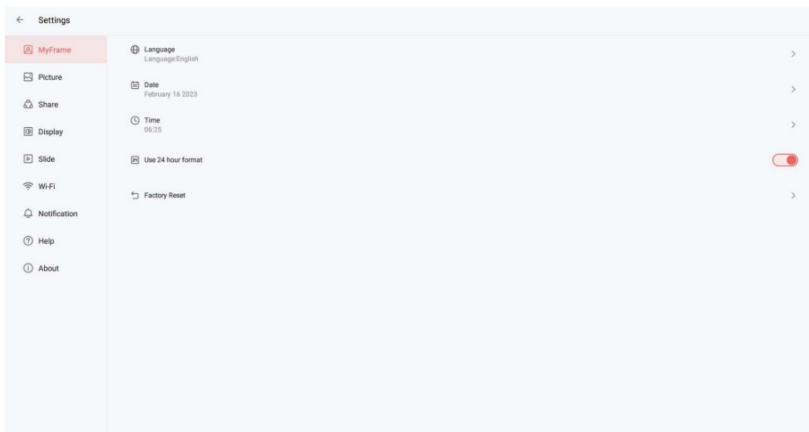 Settings
MyFrame
Picture
Share
Display
Slide
Wi-Fi
Notification
Help
About
Language
Language:English
Date
February 16 2023
Time
06:25
Use 24 hour format
Factory Reset